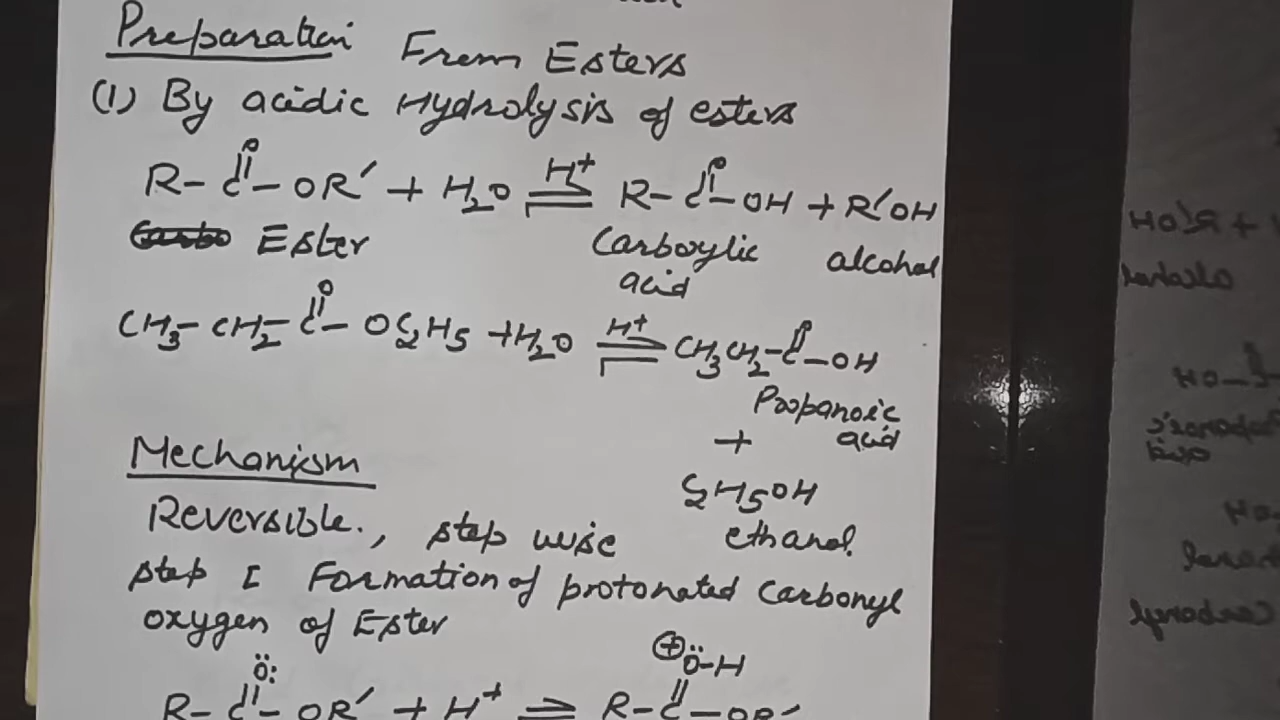 Preparation From Esters
(1) By acidic Hydrolysis of esters
R-C(=O)-OR' + H2O ⇌[H+] R-C(=O)-OH + R'OH
Ester Carboxylic acid alcohol
CH3-CH2-C(=O)-OC2H5 + H2O ⇌[H+] CH3CH2-C(=O)-OH
Propanoic acid
+
C2H5OH
ethanol.
Mechanism
Reversible., step wise
step I Formation of protonated Carbonyl
oxygen of Ester
R-C(=Ö:)-OR' + H+ ⇌ R-C(=Ö⊕-H)-OR'